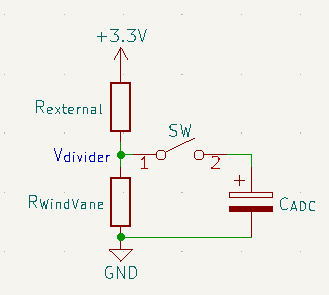 +3.3V
Rexternal
SW
Vdivider
1
2
RWindVane
+
CADC
GND